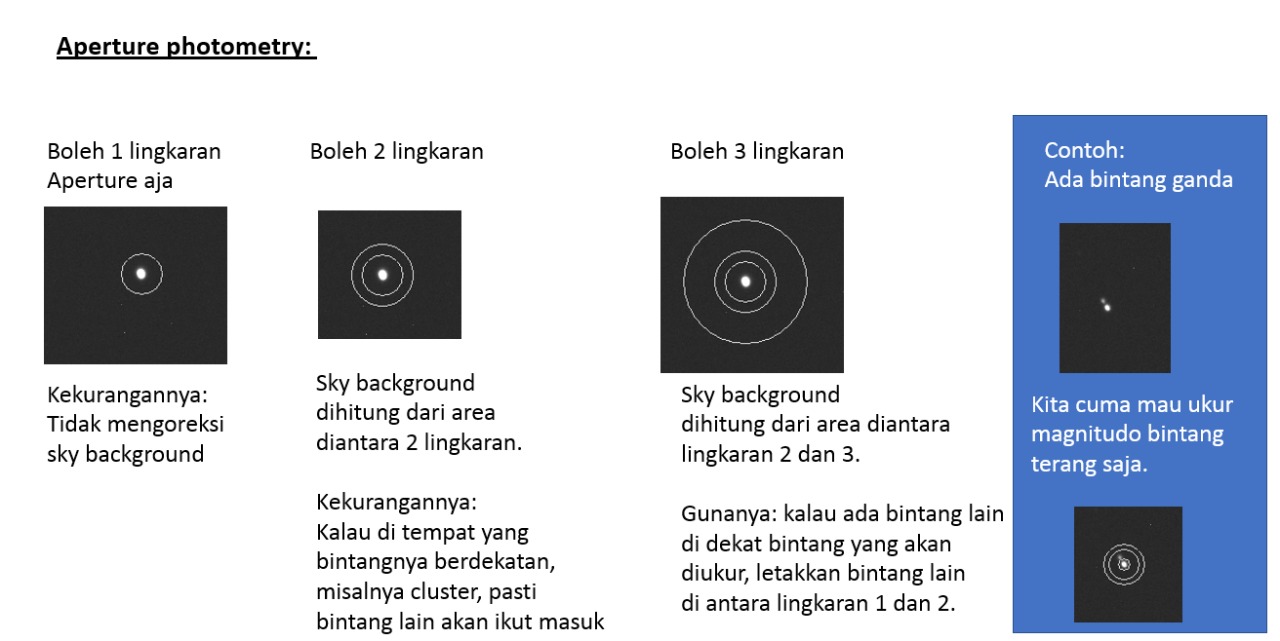 Aperture photometry:
Boleh 1 lingkaran
Aperture aja
Kekurangannya:
Tidak mengoreksi
sky background
Boleh 2 lingkaran
Sky background
dihitung dari area
diantara 2 lingkaran.
Kekurangannya:
Kalau di tempat yang
bintangnya berdekatan,
misalnya cluster, pasti
bintang lain akan ikut masuk
Boleh 3 lingkaran
Sky background
dihitung dari area diantara
lingkaran 2 dan 3.
Gunanya: kalau ada bintang lain
di dekat bintang yang akan
diukur, letakkan bintang lain
di antara lingkaran 1 dan 2.
Contoh:
Ada bintang ganda
Kita cuma mau ukur
magnitudo bintang
terang saja.